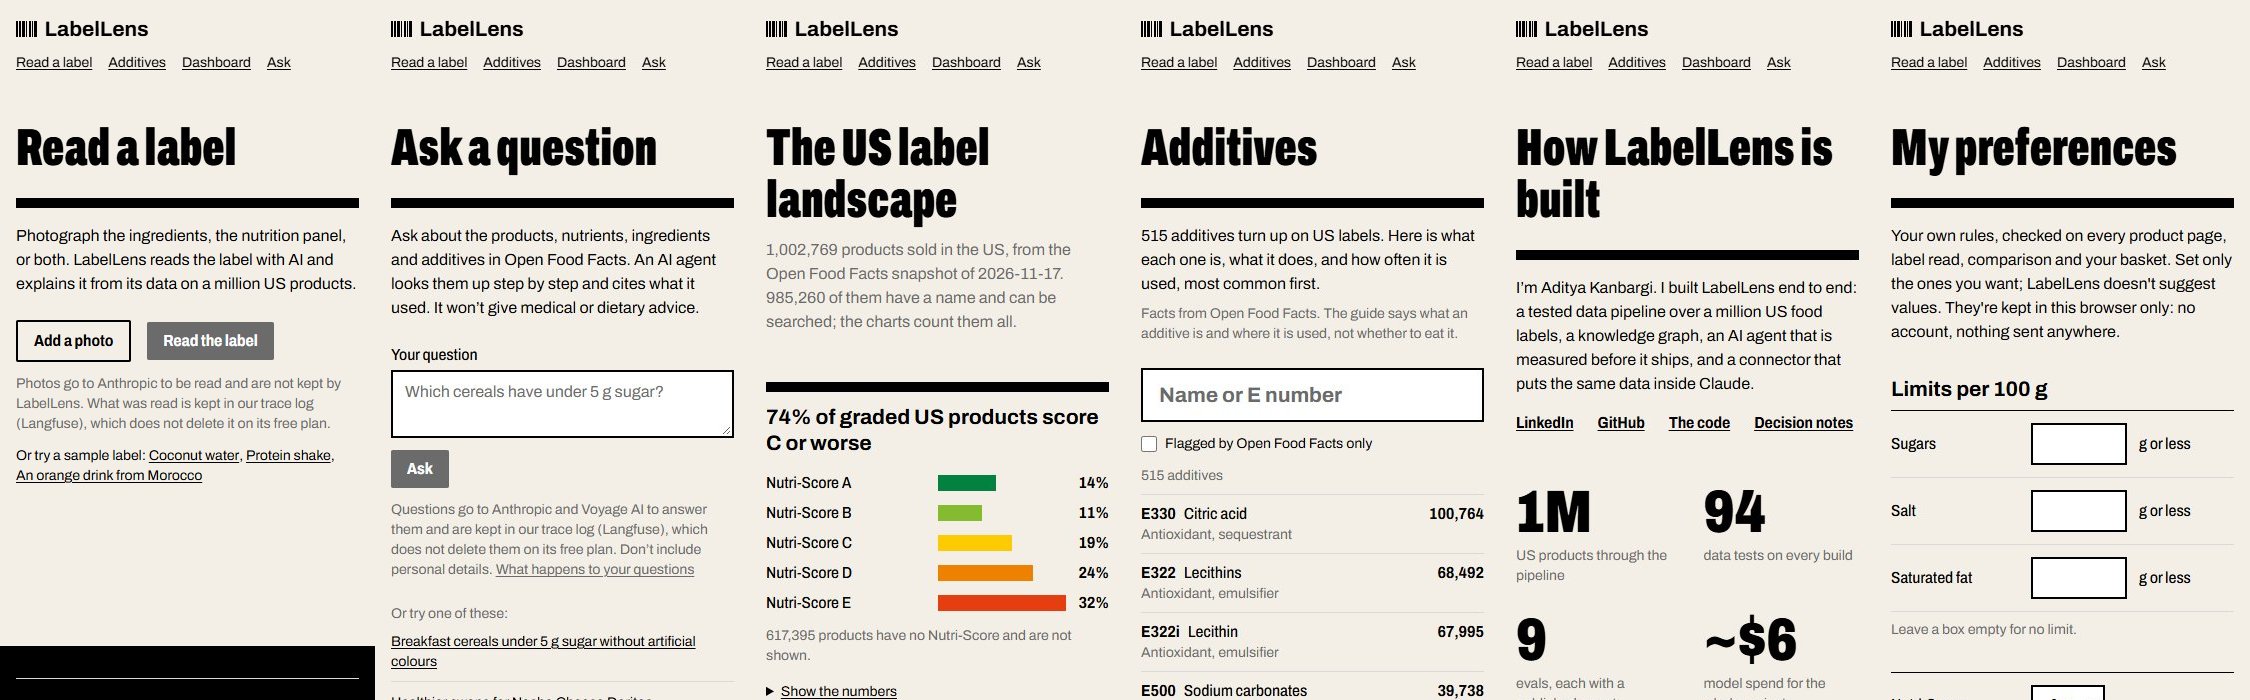 LabelLens
Read a label Additives Dashboard Ask
Read a label
Photograph the ingredients, the nutrition panel,
or both. LabelLens reads the label with AI and
explains it from its data on a million US products.
Add a photo Read the label
Photos go to Anthropic to be read and are not kept by
LabelLens. What was read is kept in our trace log
(Langfuse), which does not delete it on its free plan.
Or try a sample label: Coconut water, Protein shake,
An orange drink from Morocco
LabelLens
Read a label Additives Dashboard Ask
Ask a question
Ask about the products, nutrients, ingredients
and additives in Open Food Facts. An AI agent
looks them up step by step and cites what it
used. It won't give medical or dietary advice.
Your question
Which cereals have under 5 g sugar?
Ask
Questions go to Anthropic and Voyage AI to answer
them and are kept in our trace log (Langfuse), which
does not delete them on its free plan. Don't include
personal details. What happens to your questions
Or try one of these:
Breakfast cereals under 5 g sugar without artificial
colours
LabelLens
Read a label Additives Dashboard Ask
The US label
landscape
1,002,769 products sold in the US, from the
Open Food Facts snapshot of 2026-11-17.
985,260 of them have a name and can be
searched; the charts count them all.
74% of graded US products score
C or worse
Nutri-Score A 14%
Nutri-Score B 11%
Nutri-Score C 19%
Nutri-Score D 24%
Nutri-Score E 32%
617,395 products have no Nutri-Score and are not
shown.
Show the numbers
LabelLens
Read a label Additives Dashboard Ask
Additives
515 additives turn up on US labels. Here is what
each one is, what it does, and how often it is
used, most common first.
Facts from Open Food Facts. The guide says what an
additive is and where it is used, not whether to eat it.
Name or E number
Flagged by Open Food Facts only
515 additives
E330 Citric acid 100,764
Antioxidant, sequestrant
E322 Lecithins 68,492
Antioxidant, emulsifier
E322i Lecithin 67,995
Antioxidant, emulsifier
E500 Sodium carbonates 39,738
LabelLens
Read a label Additives Dashboard Ask
How LabelLens is
built
I'm Aditya Kanbargi. I built LabelLens end to end:
a tested data pipeline over a million US food
labels, a knowledge graph, an AI agent that is
measured before it ships, and a connector that
puts the same data inside Claude.
LinkedIn GitHub The code Decision notes
1M 94
US products through the data tests on every build
pipeline
9 ~$6
evals, each with a model spend for the
LabelLens
Read a label Additives Dashboard Ask
My preferences
Your own rules, checked on every product page,
label read, comparison and your basket. Set only
the ones you want; LabelLens doesn't suggest
values. They're kept in this browser only: no
account, nothing sent anywhere.
Limits per 100 g
Sugars g or less
Salt g or less
Saturated fat g or less
Leave a box empty for no limit.